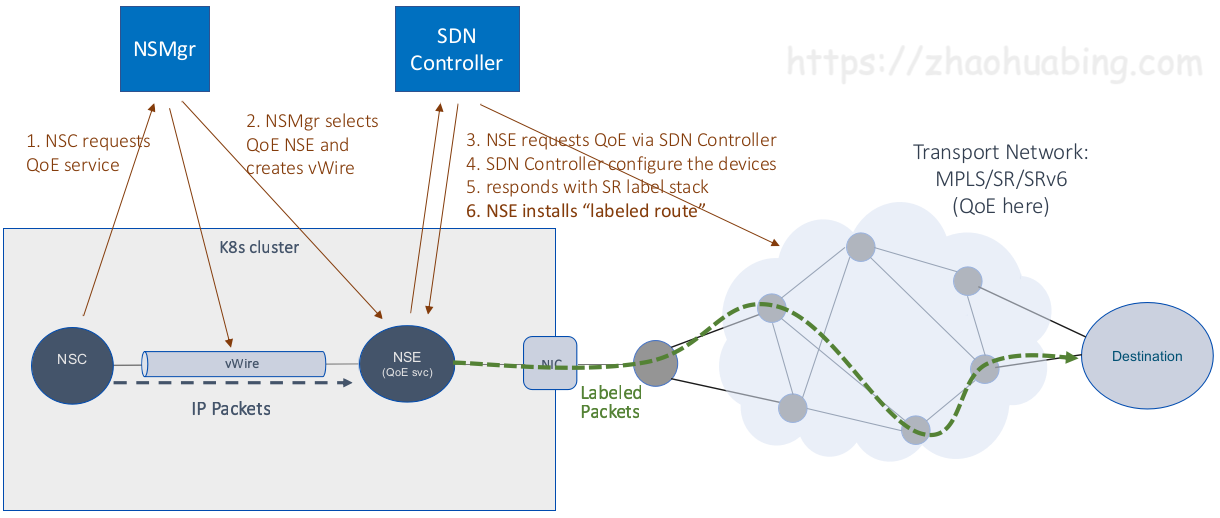 NSMgr
SDN
Controller
https://zhaohuabing.com
1. NSC requests
QoE service
2. NSMgr selects
QoE NSE and
creates vWire
3. NSE requests QoE via SDN Controller
4. SDN Controller configure the devices
5. responds with SR label stack
6. NSE installs “labeled route”
Transport Network:
MPLS/SR/SRv6
(QoE here)
K8s cluster
NSC
vWire
NSE
(QoE svc)
NIC
Destination
IP Packets
Labeled
Packets